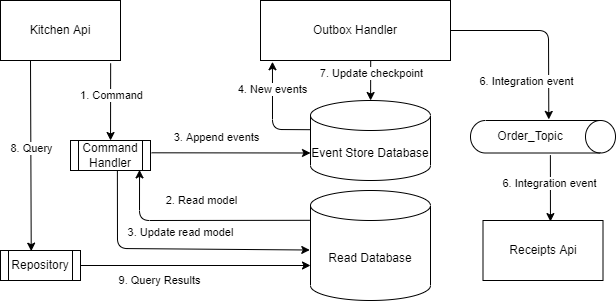 Kitchen Api
Outbox Handler
7. Update checkpoint
6. Integration event
1. Command
4. New events
Order_Topic
3. Append events
8. Query
Command
Handler
Event Store Database
6. Integration event
2. Read model
3. Update read model
Receipts Api
Repository
Read Database
9. Query Results